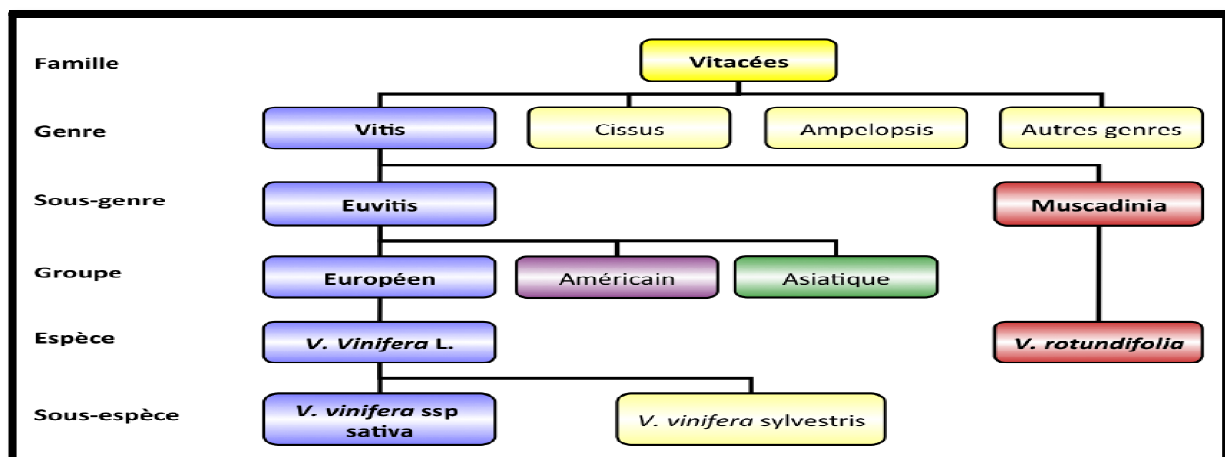 Famille
Vitacées
Genre
Vitis
Cissus
Ampelopsis
Autres genres
Sous-genre
Euvitis
Muscadinia
Groupe
Européen
Américain
Asiatique
Espèce
V. Vinifera L.
V. rotundifolia
Sous-espèce
V. vinifera ssp
sativa
V. vinifera sylvestris